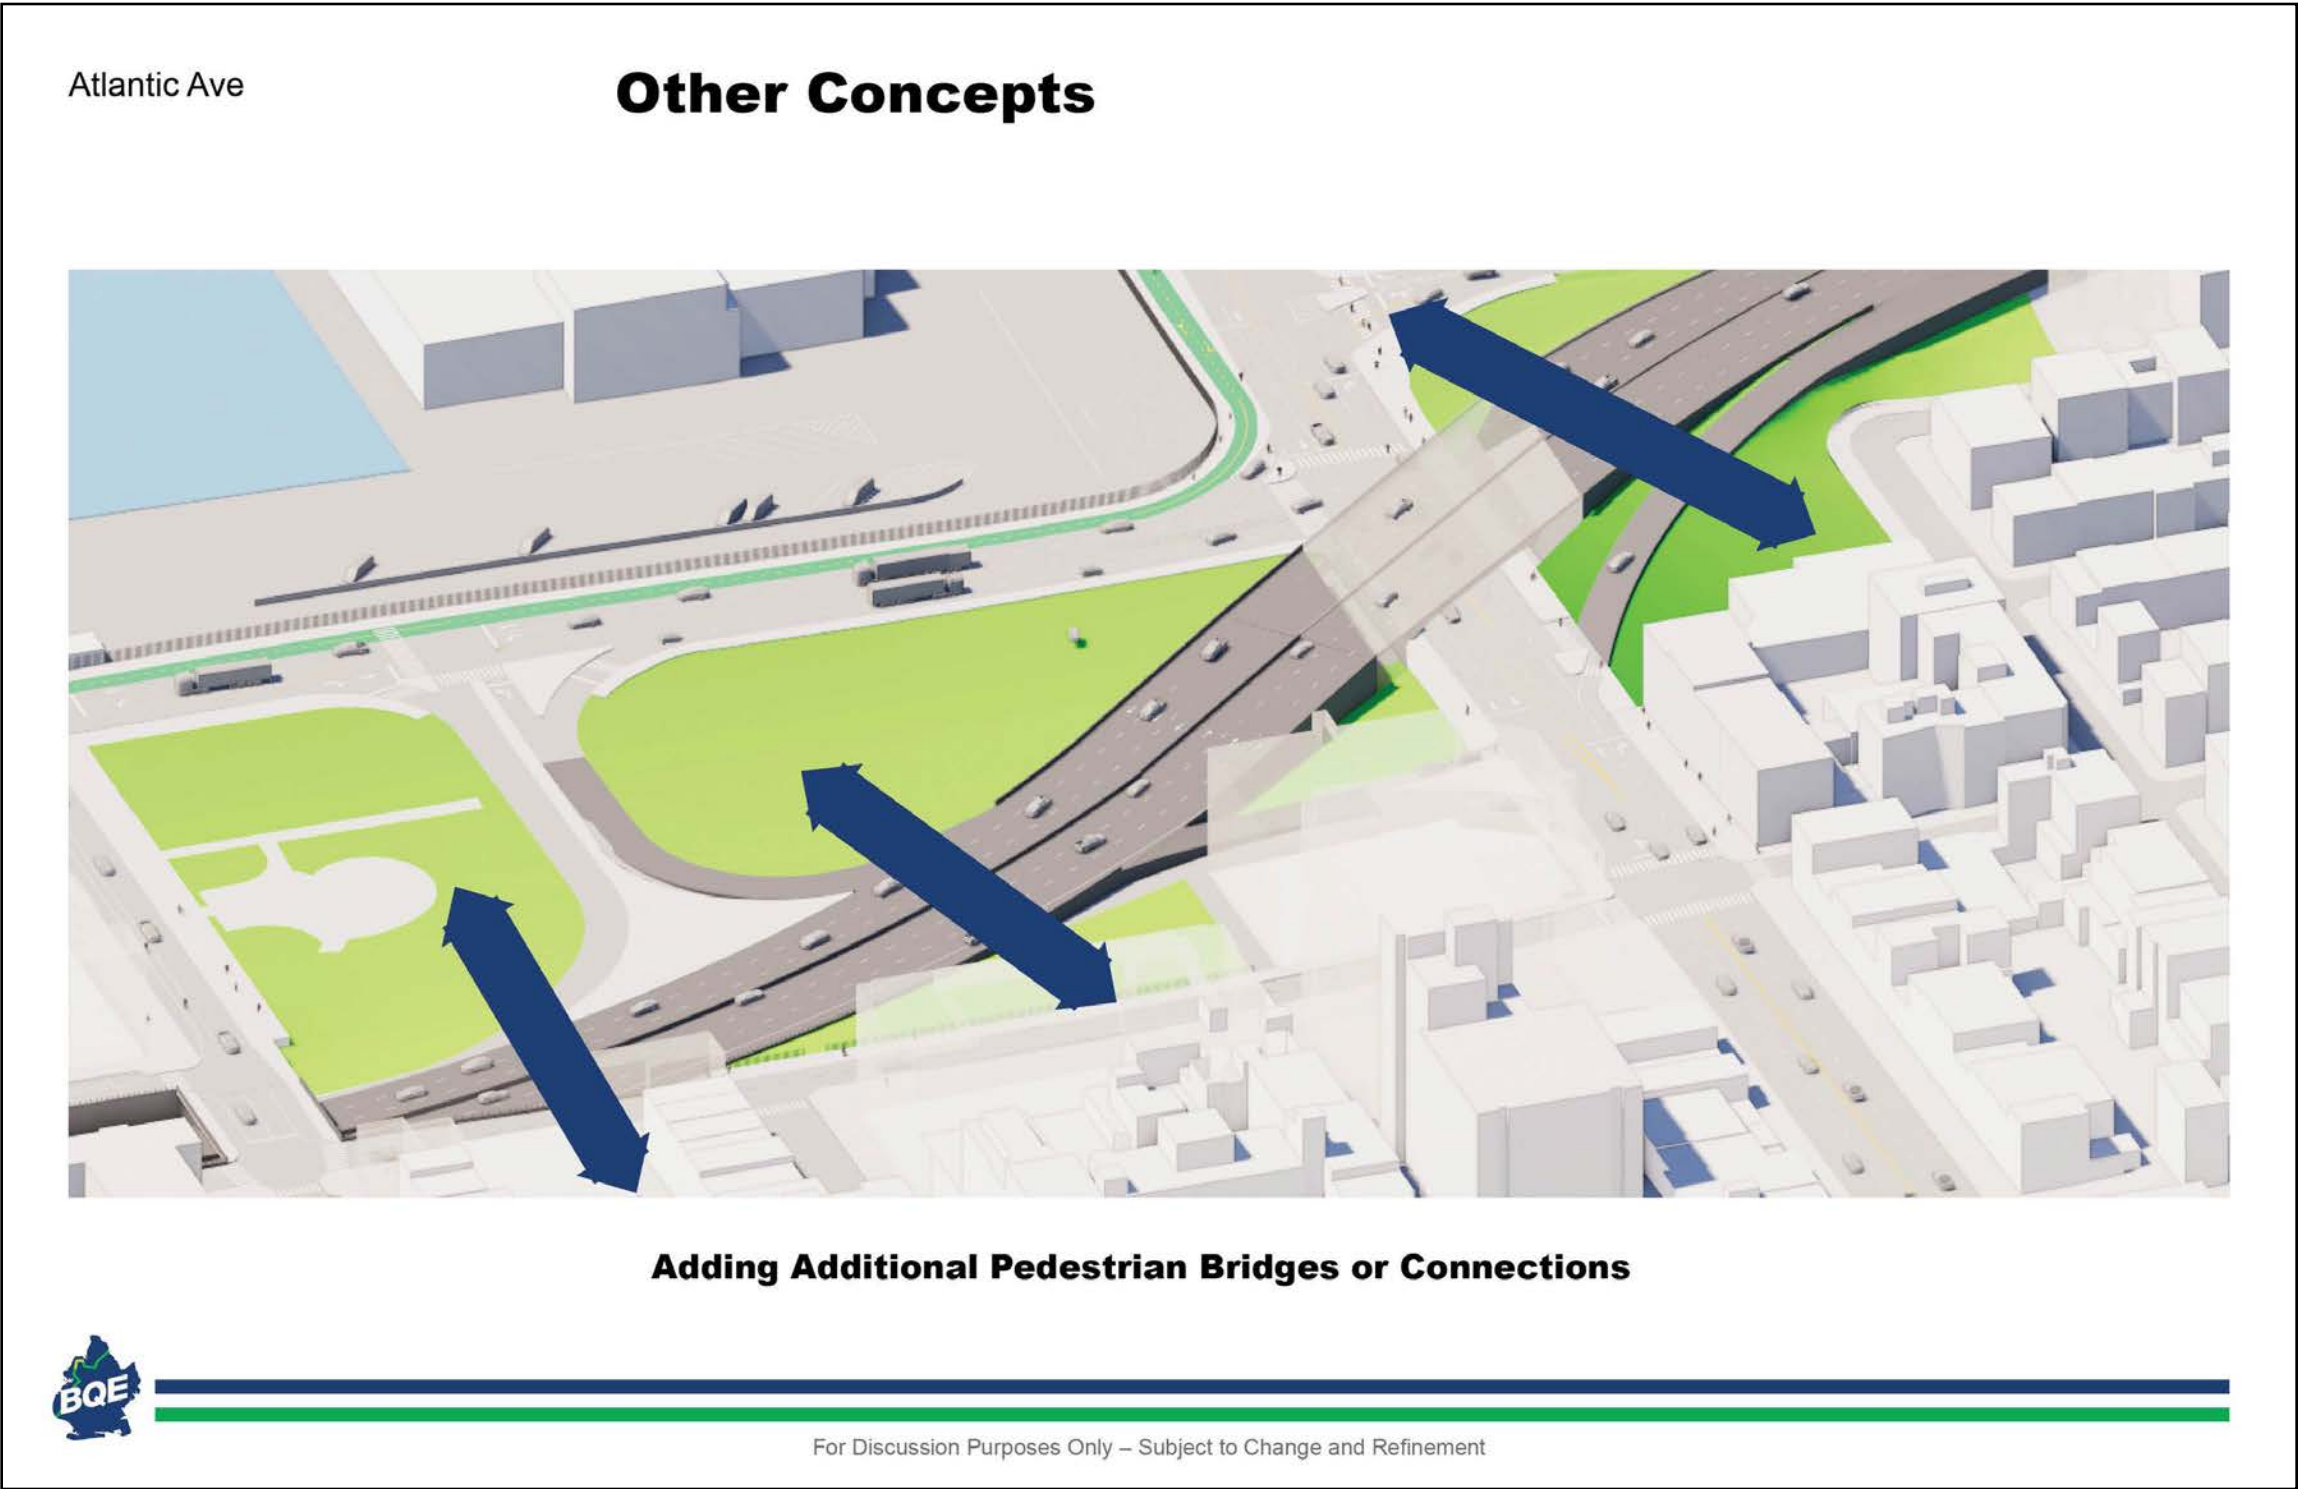 Atlantic Ave
Other Concepts
Adding Additional Pedestrian Bridges or Connections
BQE
For Discussion Purposes Only – Subject to Change and Refinement